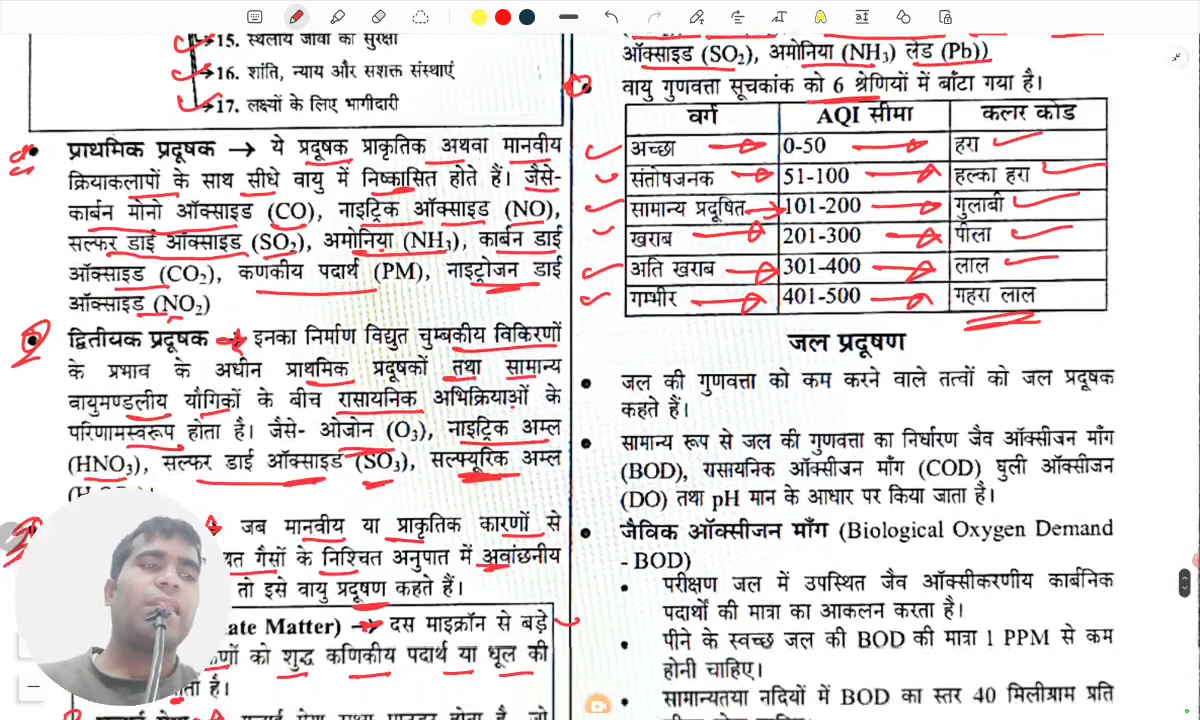 15. स्थलीय जीवों की सुरक्षा
16. शांति, न्याय और सशक्त संस्थाएं
17. लक्ष्यों के लिए भागीदारी
प्राथमिक प्रदूषक → ये प्रदूषक प्राकृतिक अथवा मानवीय
क्रियाकलापों के साथ सीधे वायु में निष्कासित होते हैं। जैसे-
कार्बन मोनो ऑक्साइड (CO), नाइट्रिक ऑक्साइड (NO),
सल्फर डाई ऑक्साइड (SO₂), अमोनिया (NH₃), कार्बन डाई
ऑक्साइड (CO₂), कणकीय पदार्थ (PM), नाइट्रोजन डाई
ऑक्साइड (NO₂)
द्वितीयक प्रदूषक → इनका निर्माण विद्युत चुम्बकीय विकिरणों
के प्रभाव के अधीन प्राथमिक प्रदूषकों तथा सामान्य
वायुमण्डलीय यौगिकों के बीच रासायनिक अभिक्रियाओं के
परिणामस्वरूप होता है। जैसे- ओजोन (O₃), नाइट्रिक अम्ल
(HNO₃), सल्फर डाई ऑक्साइड (SO₃), सल्फ्यूरिक अम्ल
जब मानवीय या प्राकृतिक कारणों से
गैसों के निश्चित अनुपात में अवांछनीय
तो इसे वायु प्रदूषण कहते हैं।
Matter) → दस माइक्रॉन से बड़े
को शुद्ध कणिकीय पदार्थ या धूल की
है।
ऑक्साइड (SO₂), अमोनिया (NH₃) लेड (Pb))
वायु गुणवत्ता सूचकांक को 6 श्रेणियों में बाँटा गया है।
वर्ग AQI सीमा कलर कोड
अच्छा 0-50 हरा
संतोषजनक 51-100 हल्का हरा
सामान्य प्रदूषित 101-200 गुलाबी
खराब 201-300 पीला
अति खराब 301-400 लाल
गम्भीर 401-500 गहरा लाल
जल प्रदूषण
जल की गुणवत्ता को कम करने वाले तत्वों को जल प्रदूषक
कहते हैं।
सामान्य रूप से जल की गुणवत्ता का निर्धारण जैव ऑक्सीजन माँग
(BOD), रासायनिक ऑक्सीजन माँग (COD) घुली ऑक्सीजन
(DO) तथा pH मान के आधार पर किया जाता है।
जैविक ऑक्सीजन माँग (Biological Oxygen Demand
- BOD)
परीक्षण जल में उपस्थित जैव ऑक्सीकरणीय कार्बनिक
पदार्थों की मात्रा का आकलन करता है।
पीने के स्वच्छ जल की BOD की मात्रा 1 PPM से कम
होनी चाहिए।
सामान्यतया नदियों में BOD का स्तर 40 मिलीग्राम प्रति